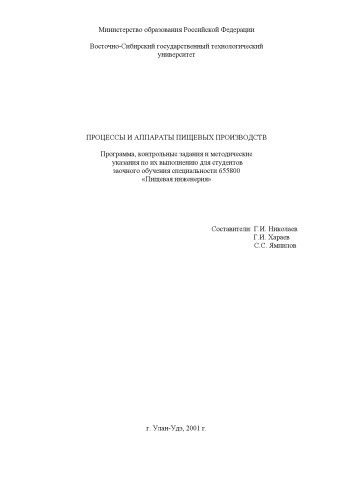 Министерство образования Российской Федерации
Восточно-Сибирский государственный технологический
университет
ПРОЦЕССЫ И АППАРАТЫ ПИЩЕВЫХ ПРОИЗВОДСТВ
Программа, контрольные задания и методические
указания по их выполнению для студентов
заочного обучения специальности 655800
«Пищевая инженерия»
Составители: Г.И. Николаев
Г.И. Хараев
С.С. Ямпилов
г. Улан-Удэ, 2001 г.